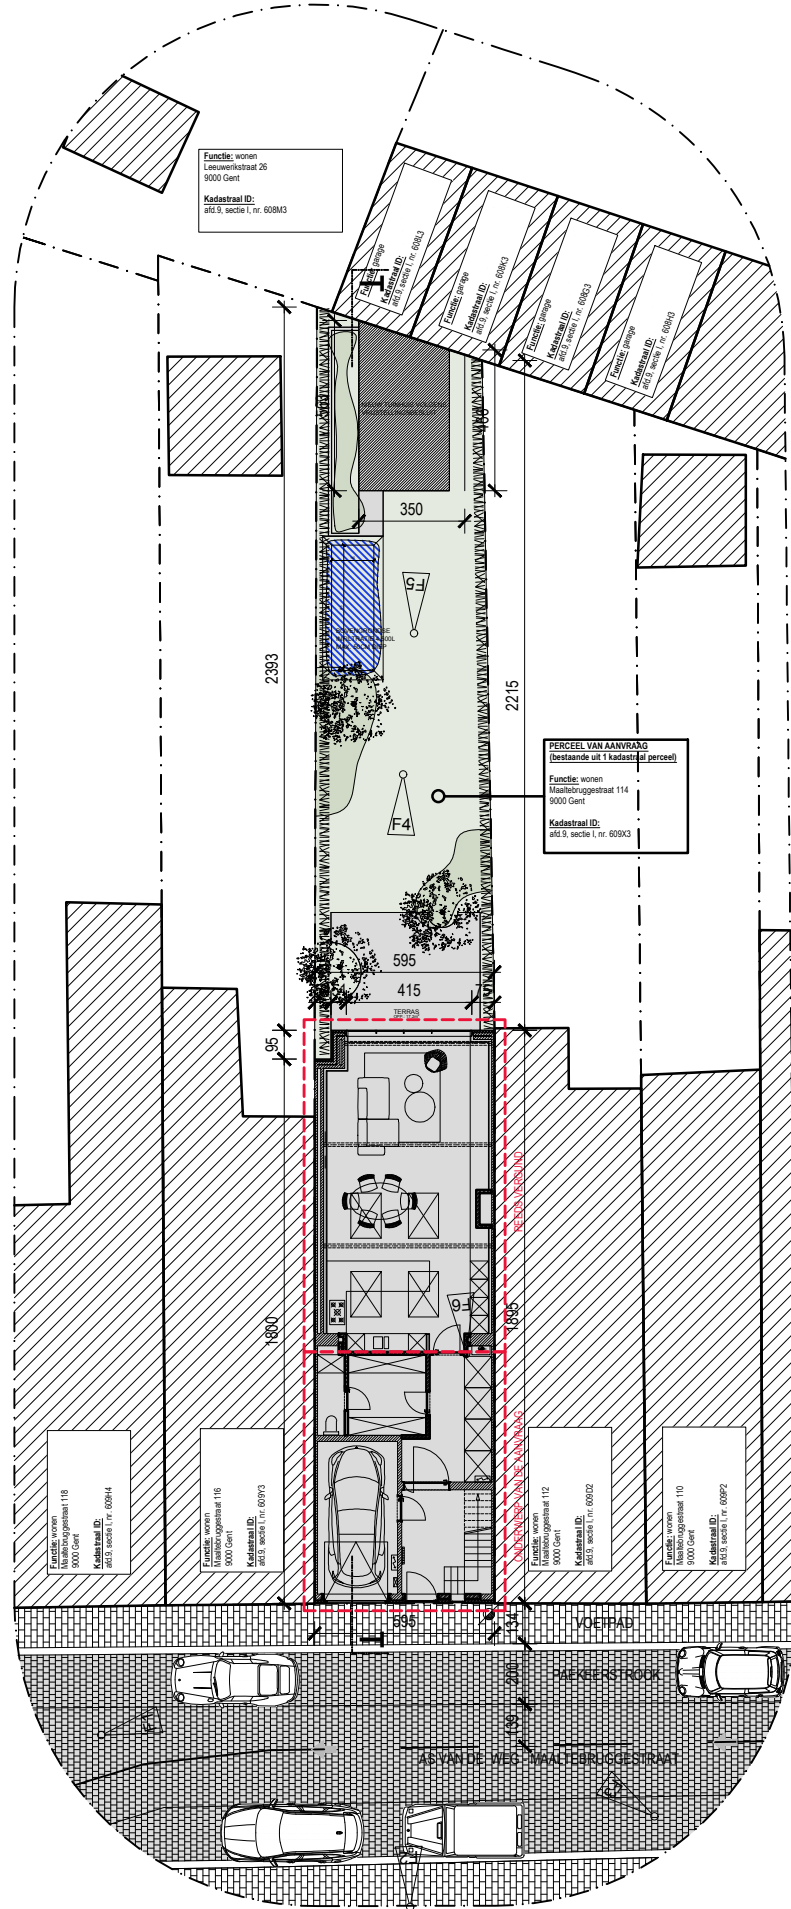 Functie: wonen
Leeuwerikstraat 26
9000 Gent
Kadastraal ID:
afd.9, sectie I, nr. 608M3
Functie: garage
Kadastraal ID:
afd.9, sectie I, nr. 608L3
Functie: garage
Kadastraal ID:
afd.9, sectie I, nr. 608K3
Functie: garage
Kadastraal ID:
afd.9, sectie I, nr. 608G3
Functie: garage
Kadastraal ID:
afd.9, sectie I, nr. 608H3
350
F5
2393
2215
PERCEEL VAN AANVRAAG
(bestaande uit 1 kadastraal perceel)
Functie: wonen
Maaltebruggestraat 114
9000 Gent
Kadastraal ID:
afd.9, sectie I, nr. 609X3
F4
595
415
TERRAS
95
REEDS VERGUND
F6
1895
1800
ONDERWERP VAN DE AANVRAAG
Functie: wonen
Maaltebruggestraat 118
9000 Gent
Kadastraal ID:
afd.9, sectie I, nr. 609H4
Functie: wonen
Maaltebruggestraat 116
9000 Gent
Kadastraal ID:
afd.9, sectie I, nr. 609Y3
Functie: wonen
Maaltebruggestraat 112
9000 Gent
Kadastraal ID:
afd.9, sectie I, nr. 609D2
Functie: wonen
Maaltebruggestraat 110
9000 Gent
Kadastraal ID:
afd.9, sectie I, nr. 609P2
595
134
VOETPAD
200
PARKEERSTROOK
139
AS VAN DE WEG - MAALTEBRUGGESTRAAT